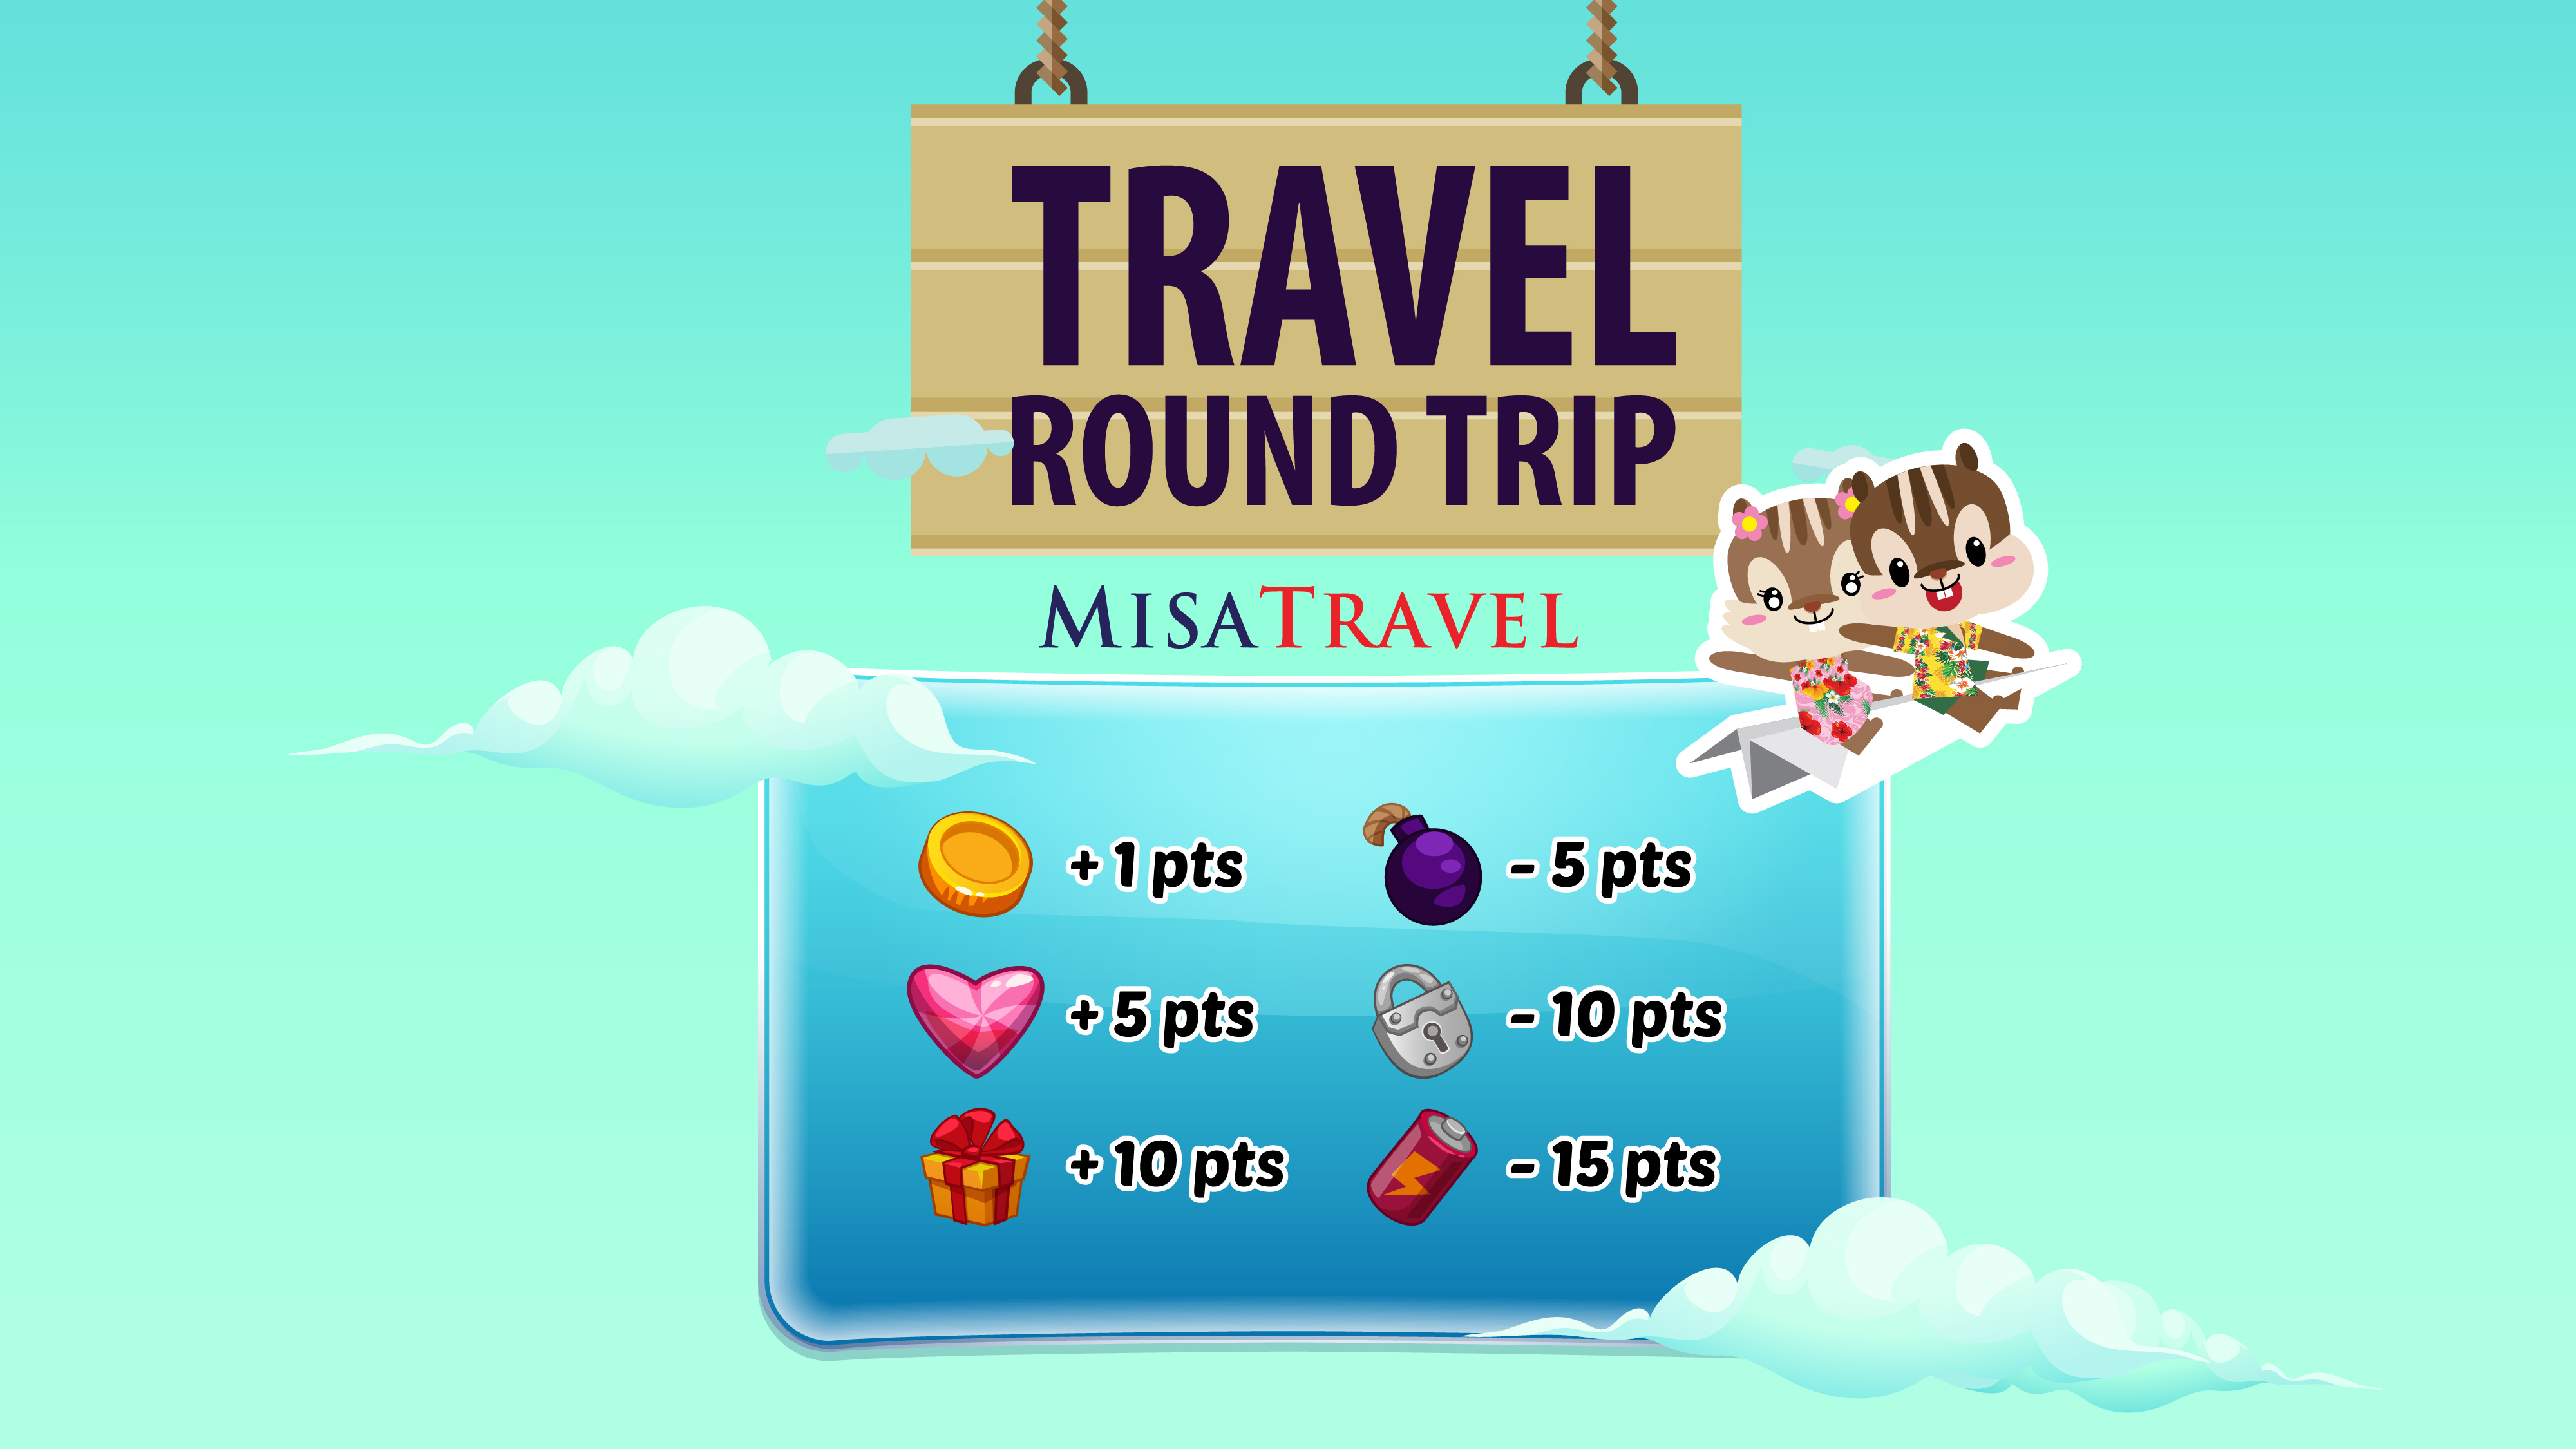 TRAVEL
ROUND TRIP
MISATRAVEL
+ 1 pts
- 5 pts
+ 5 pts
- 10 pts
+ 10 pts
- 15 pts